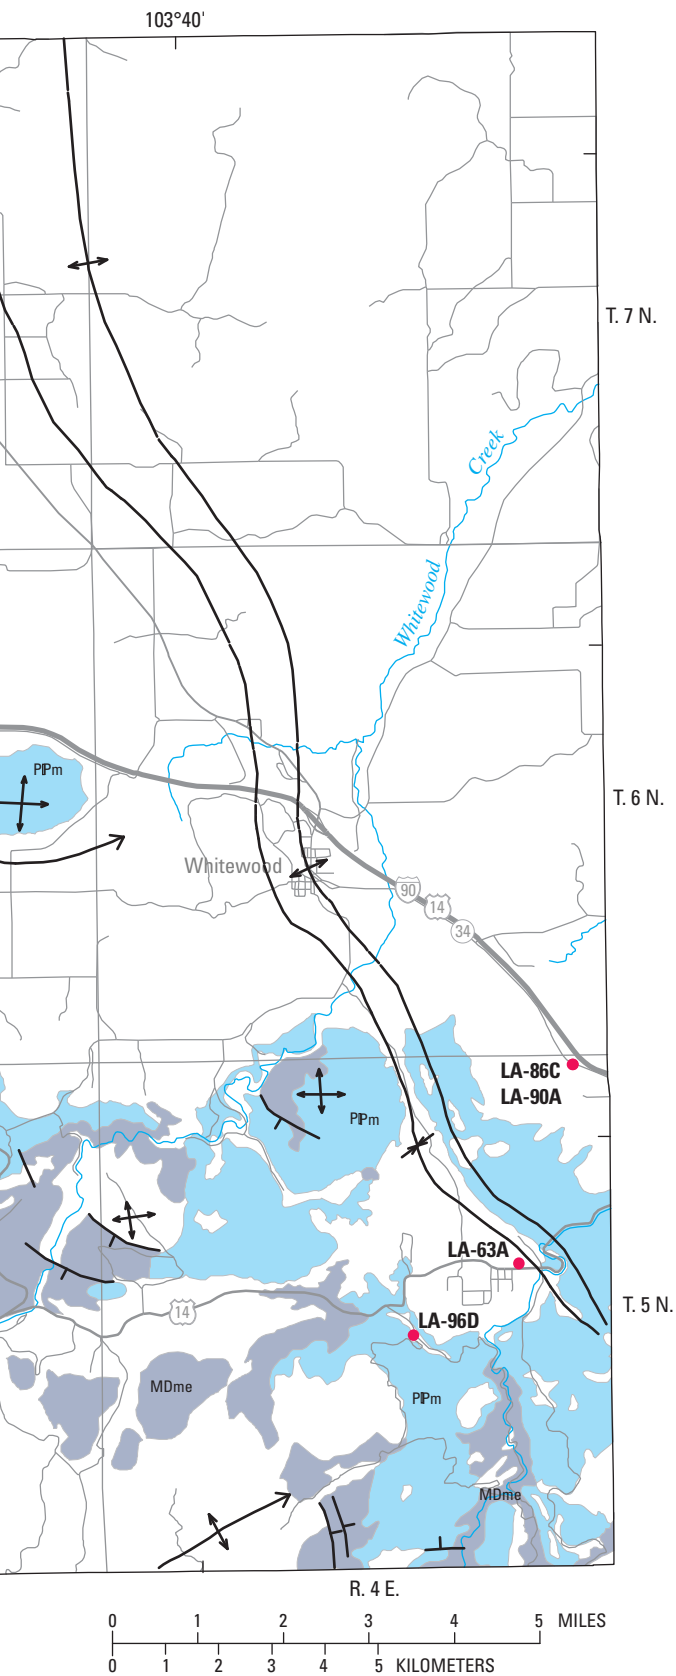 103°40'
T. 7 N.
Creek
Whitewood
PIPm
T. 6 N.
Whitewood
90
14
34
LA-86C
LA-90A
PIPm
LA-63A
T. 5 N.
14
LA-96D
MDme
PIPm
MDme
R. 4 E.
0 1 2 3 4 5 MILES
0 1 2 3 4 5 KILOMETERS